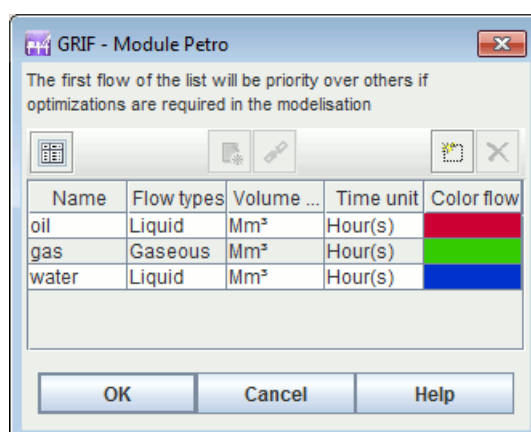 GRIF - Module Petro
The first flow of the list will be priority over others if
optimizations are required in the modelisation
Name Flow types Volume ... Time unit Color flow
oil Liquid Mm³ Hour(s)
gas Gaseous Mm³ Hour(s)
water Liquid Mm³ Hour(s)
OK Cancel Help